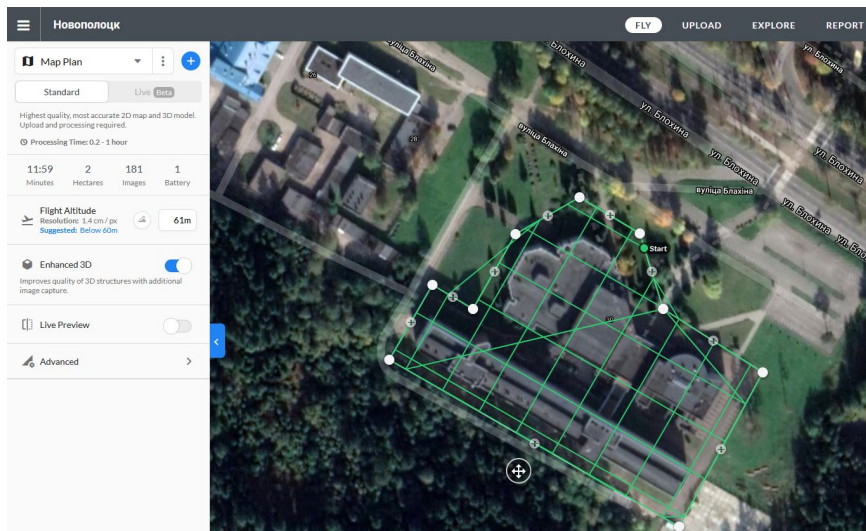 Новополоцк
FLY
UPLOAD
EXPLORE
REPORT
Map Plan
Standard
Live Beta
Highest quality, most accurate 2D map and 3D model.
Upload and processing required.
Processing Time: 0.2 - 1 hour
11:59 2 181 1
Minutes Hectares Images Battery
Flight Altitude
Resolution: 1.4 cm / px
Suggested: Below 60m
61m
Enhanced 3D
Improves quality of 3D structures with additional
image capture.
Live Preview
Advanced
вуліца Блахіна
ул. Блохина
ул. Блохина
26
28
ул. Блохина
вуліца Блахіна
ул. Блохина
вуліца Блахіна
ул. Блохина
ул. Блохина
Start
30